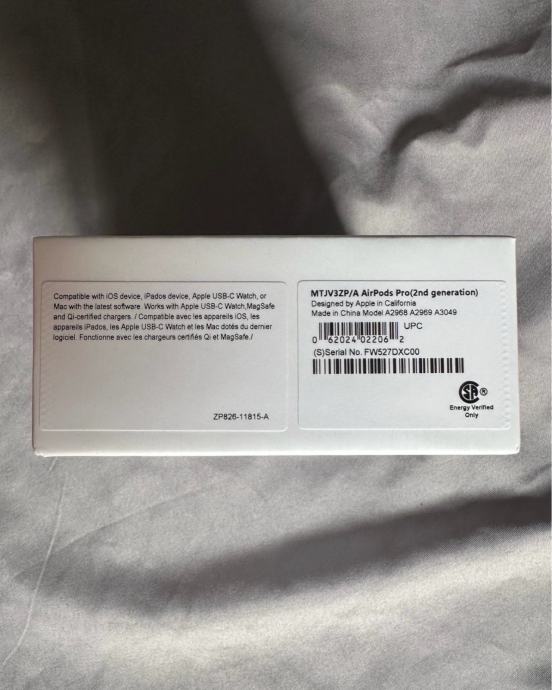 Compatible with iOS device, iPados device, Apple USB-C Watch, or
Mac with the latest software. Works with Apple USB-C Watch,MagSafe
and Qi-certified chargers. / Compatible avec les appareils iOS, les
appareils iPados, les Apple USB-C Watch et les Mac dotés du dernier
logiciel. Fonctionne avec les chargeurs certifiés Qi et MagSafe./
ZP826-11815-A
MTJV3ZP/A AirPods Pro(2nd generation)
Designed by Apple in California
Made in China Model A2968 A2969 A3049
UPC
0 62024 02206 2
(S)Serial No. FW527DXC00
SA ®
Energy Verified
Only